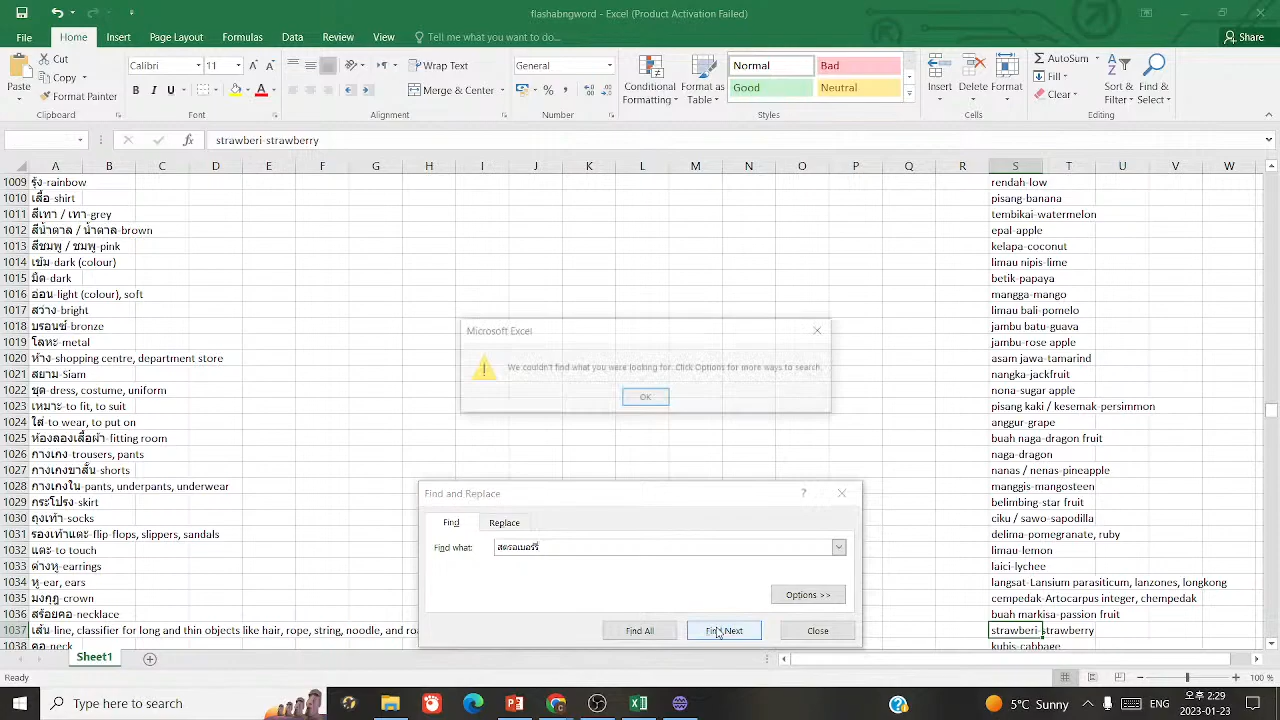 flashabngword - Excel (Product Activation Failed)
File Home Insert Page Layout Formulas Data Review View Tell me what you want to do... Share
Paste Cut Copy Format Painter Clipboard
Calibri 11 B I U Font
Wrap Text Merge & Center Alignment
General % Number
Conditional Formatting Format as Table Normal Bad Good Neutral Styles
Insert Delete Format Cells
AutoSum Fill Clear Sort & Filter Find & Select Editing
fx strawberi-strawberry
A B C D E F G H I J K L M N O P Q R S T U V W
1009 รุ้ง-rainbow rendah-low
1010 เสื้อ-shirt pisang-banana
1011 สีเทา / เทา-grey tembikai-watermelon
1012 สีน้ำตาล / น้ำตาล-brown epal-apple
1013 สีชมพู / ชมพู-pink kelapa-coconut
1014 เข้ม-dark (colour) limau nipis-lime
1015 มืด-dark betik-papaya
1016 อ่อน-light (colour), soft mangga-mango
1017 สว่าง-bright limau bali-pomelo
1018 บรอนซ์-bronze jambu batu-guava
1019 โลหะ-metal jambu-rose apple
1020 ห้าง-shopping centre, department store asam jawa-tamarind
1021 สยาม-Siam nangka-jackfruit
1022 ชุด-dress, costume, uniform nona-sugar apple
1023 เหมาะ-to fit, to suit pisang kaki / kesemak persimmon
1024 ใส่-to wear, to put on anggur-grape
1025 ห้องลองเสื้อผ้า-fitting room buah naga-dragon fruit
1026 กางเกง-trousers, pants naga-dragon
1027 กางเกงขาสั้น-shorts nanas / nenas-pineapple
1028 กางเกงใน-pants, underpants, underwear manggis-mangosteen
1029 กระโปรง-skirt belimbing-star fruit
1030 ถุงเท้า-socks ciku / sawo-sapodilla
1031 รองเท้าแตะ-flip-flops, slippers, sandals delima-pomegranate, ruby
1032 แตะ-to touch limau-lemon
1033 ต่างหู-earrings laici-lychee
1034 หู-ear, ears langsat-Lansium parasiticum, lanzones, longkong
1035 มงกุฎ-crown cempedak-Artocarpus integer, chempedak
1036 สร้อยคอ-necklace buah markisa-passion fruit
1037 เส้น line, classifier for long and thin objects like hair, rope, string, noodle, and ro strawberi-strawberry
1038 คอ-neck kubis-cabbage
Microsoft Excel
We couldn't find what you were looking for. Click Options for more ways to search.
OK
Find and Replace ?
Find Replace
Find what: สตรอเบอร์รี่
Options >>
Find All Find Next Close
Sheet1
Ready 100 %
Type here to search 5°C Sunny 오후 2:29
2023-01-23